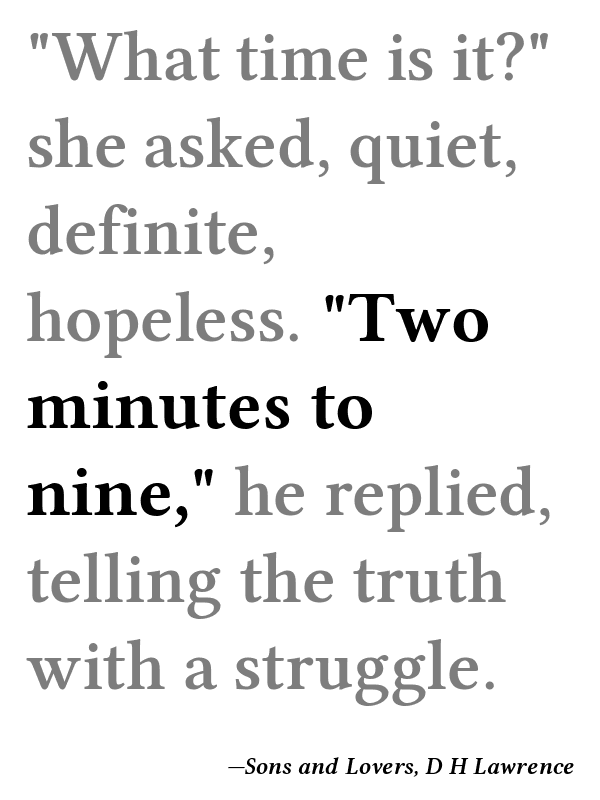 "What time is it?"
she asked, quiet,
definite,
hopeless. "Two
minutes to
nine," he replied,
telling the truth
with a struggle.
—Sons and Lovers, D H Lawrence